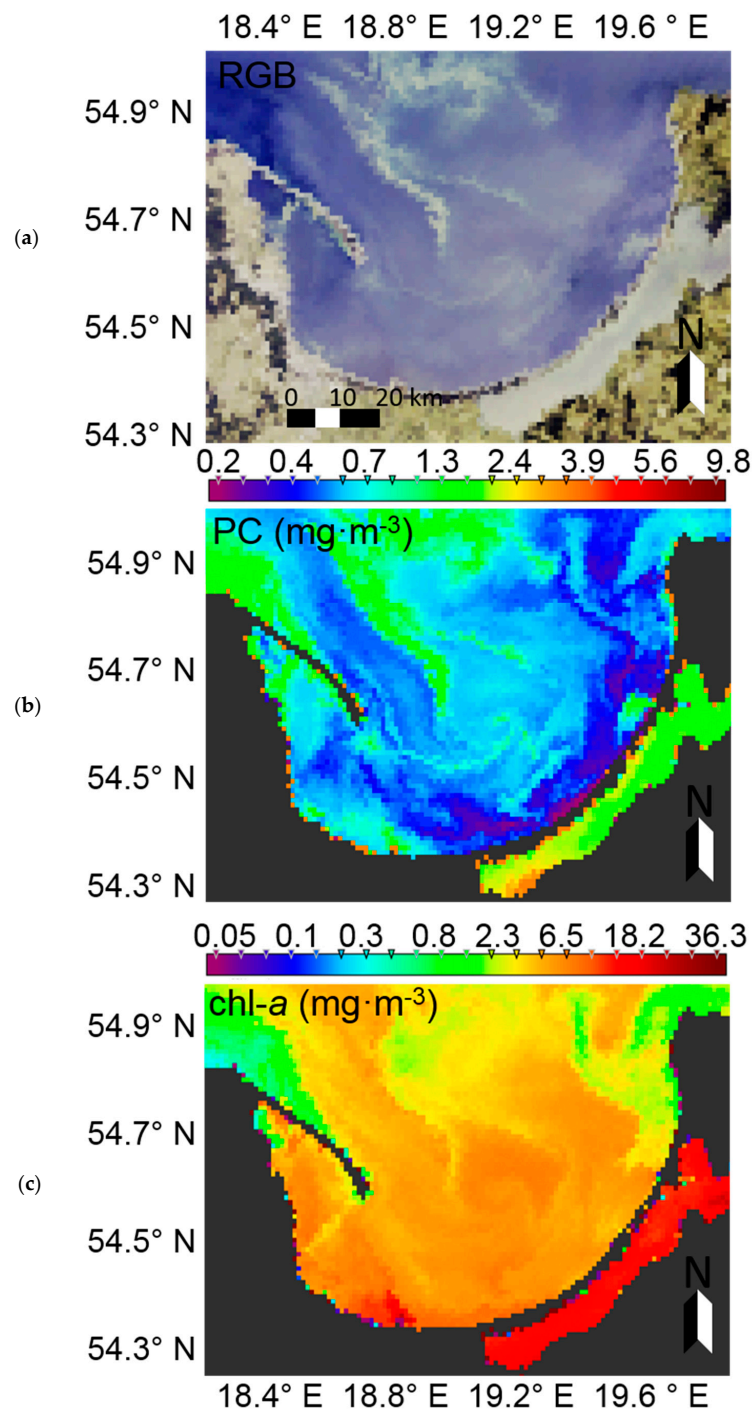 18.4° E 18.8° E 19.2° E 19.6 ° E
RGB
54.9° N
(a)
54.7° N
54.5° N
N
0 10 20 km
54.3° N
0.2 0.4 0.7 1.3 2.4 3.9 5.6 9.8
PC (mg·m-3)
54.9° N
54.7° N
(b)
54.5° N
N
54.3° N
0.05 0.1 0.3 0.8 2.3 6.5 18.2 36.3
chl-a (mg·m-3)
54.9° N
54.7° N
(c)
54.5° N
N
54.3° N
18.4° E 18.8° E 19.2° E 19.6° E